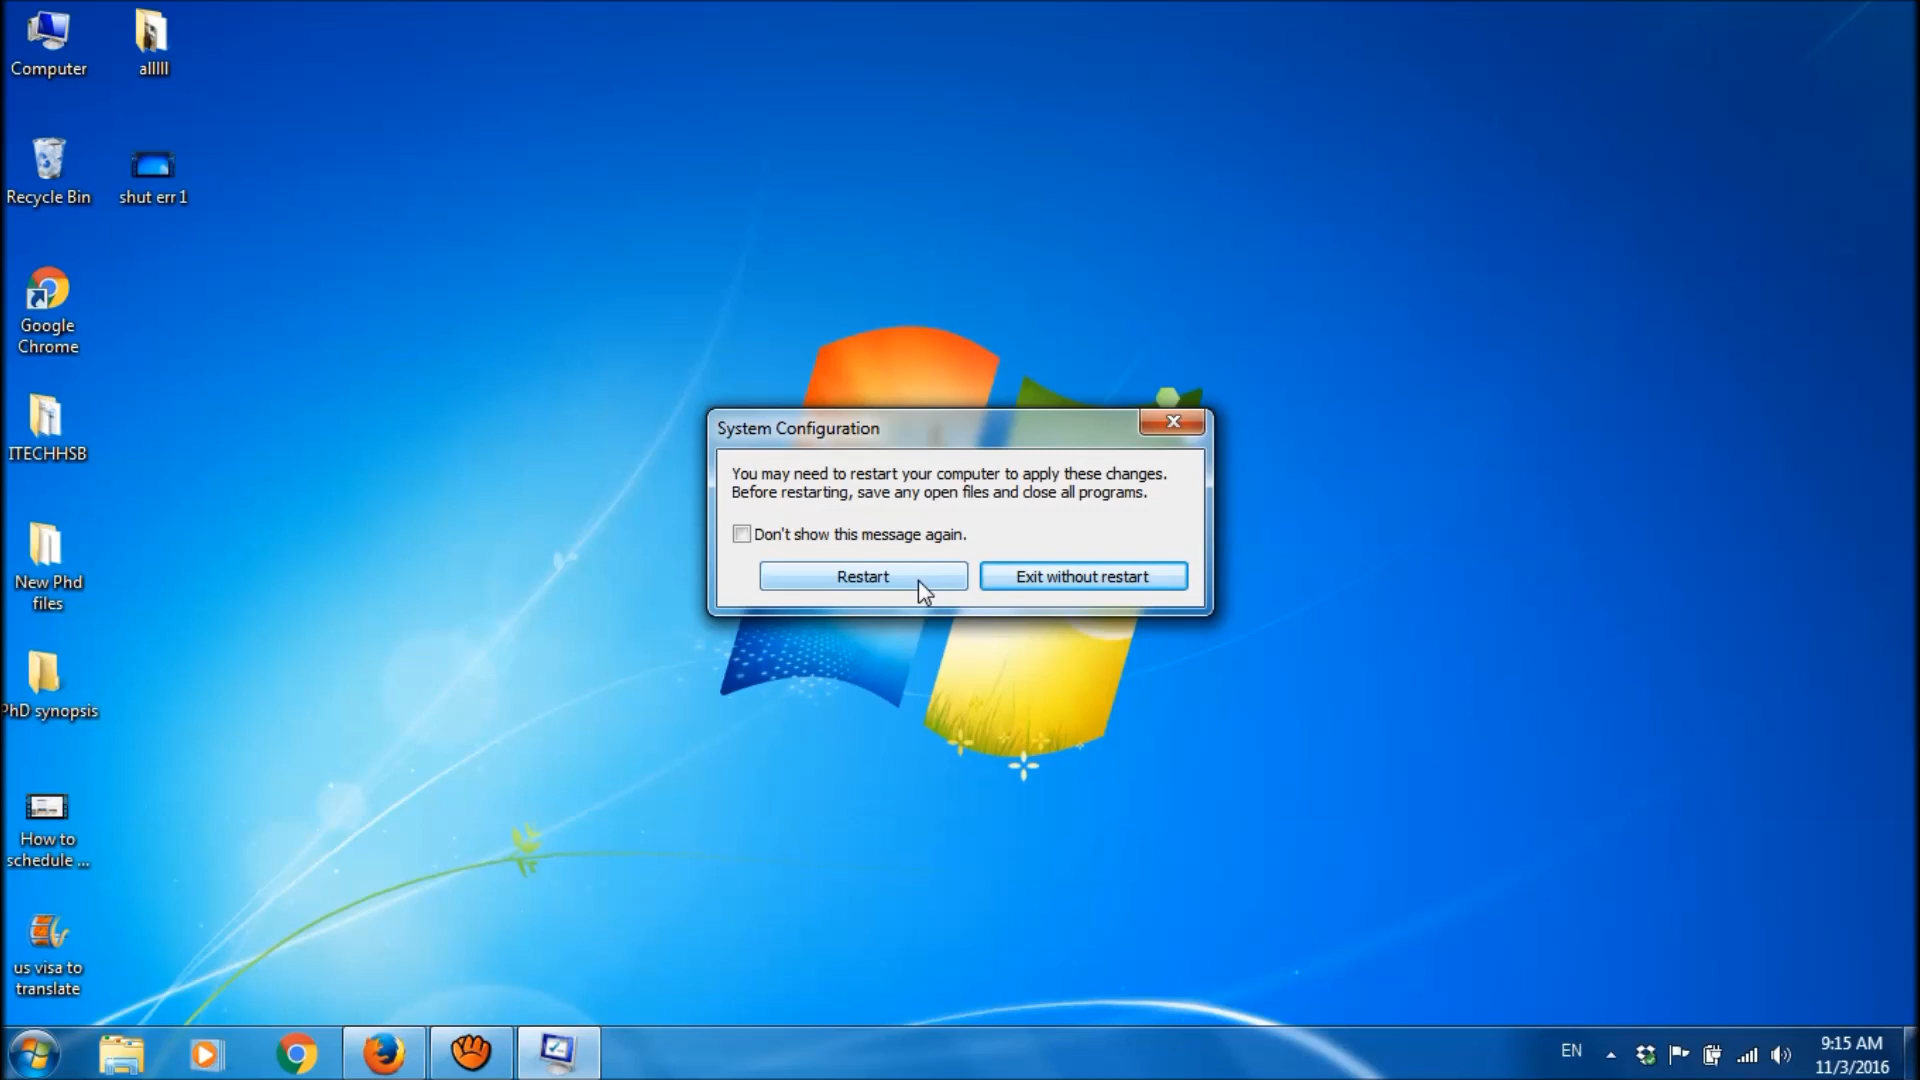 Computer
alllll
Recycle Bin
shut err 1
Google
Chrome
ITECHHSB
New Phd
files
PhD synopsis
How to
schedule ...
us visa to
translate
System Configuration
You may need to restart your computer to apply these changes.
Before restarting, save any open files and close all programs.
Don't show this message again.
Restart
Exit without restart
EN
9:15 AM
11/3/2016